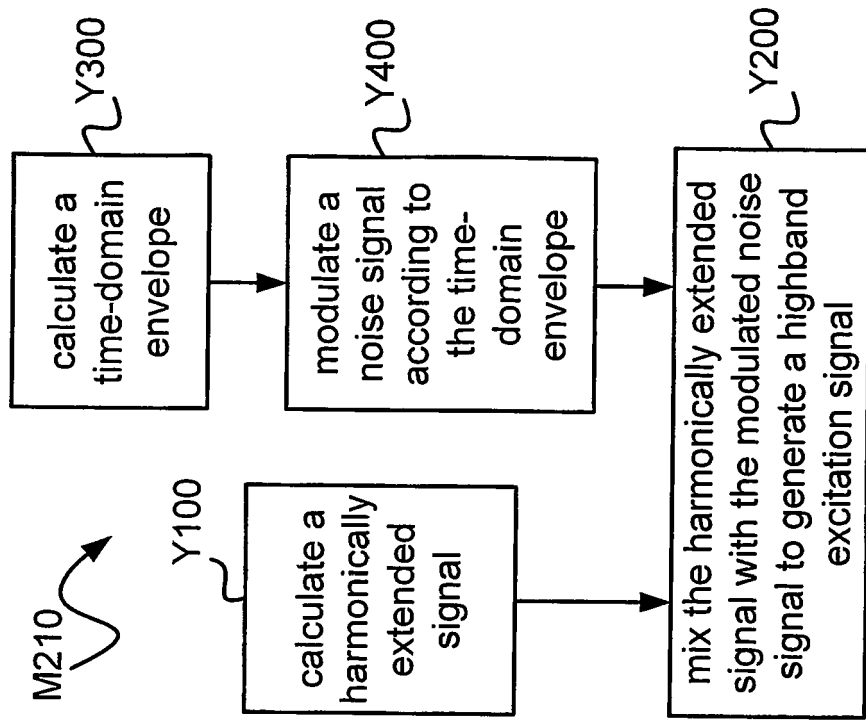 M210
Y100
calculate a
harmonically
extended
signal
Y300
calculate a
time-domain
envelope
Y400
modulate a
noise signal
according to
the time-
domain
envelope
Y200
mix the harmonically extended
signal with the modulated noise
signal to generate a highband
excitation signal